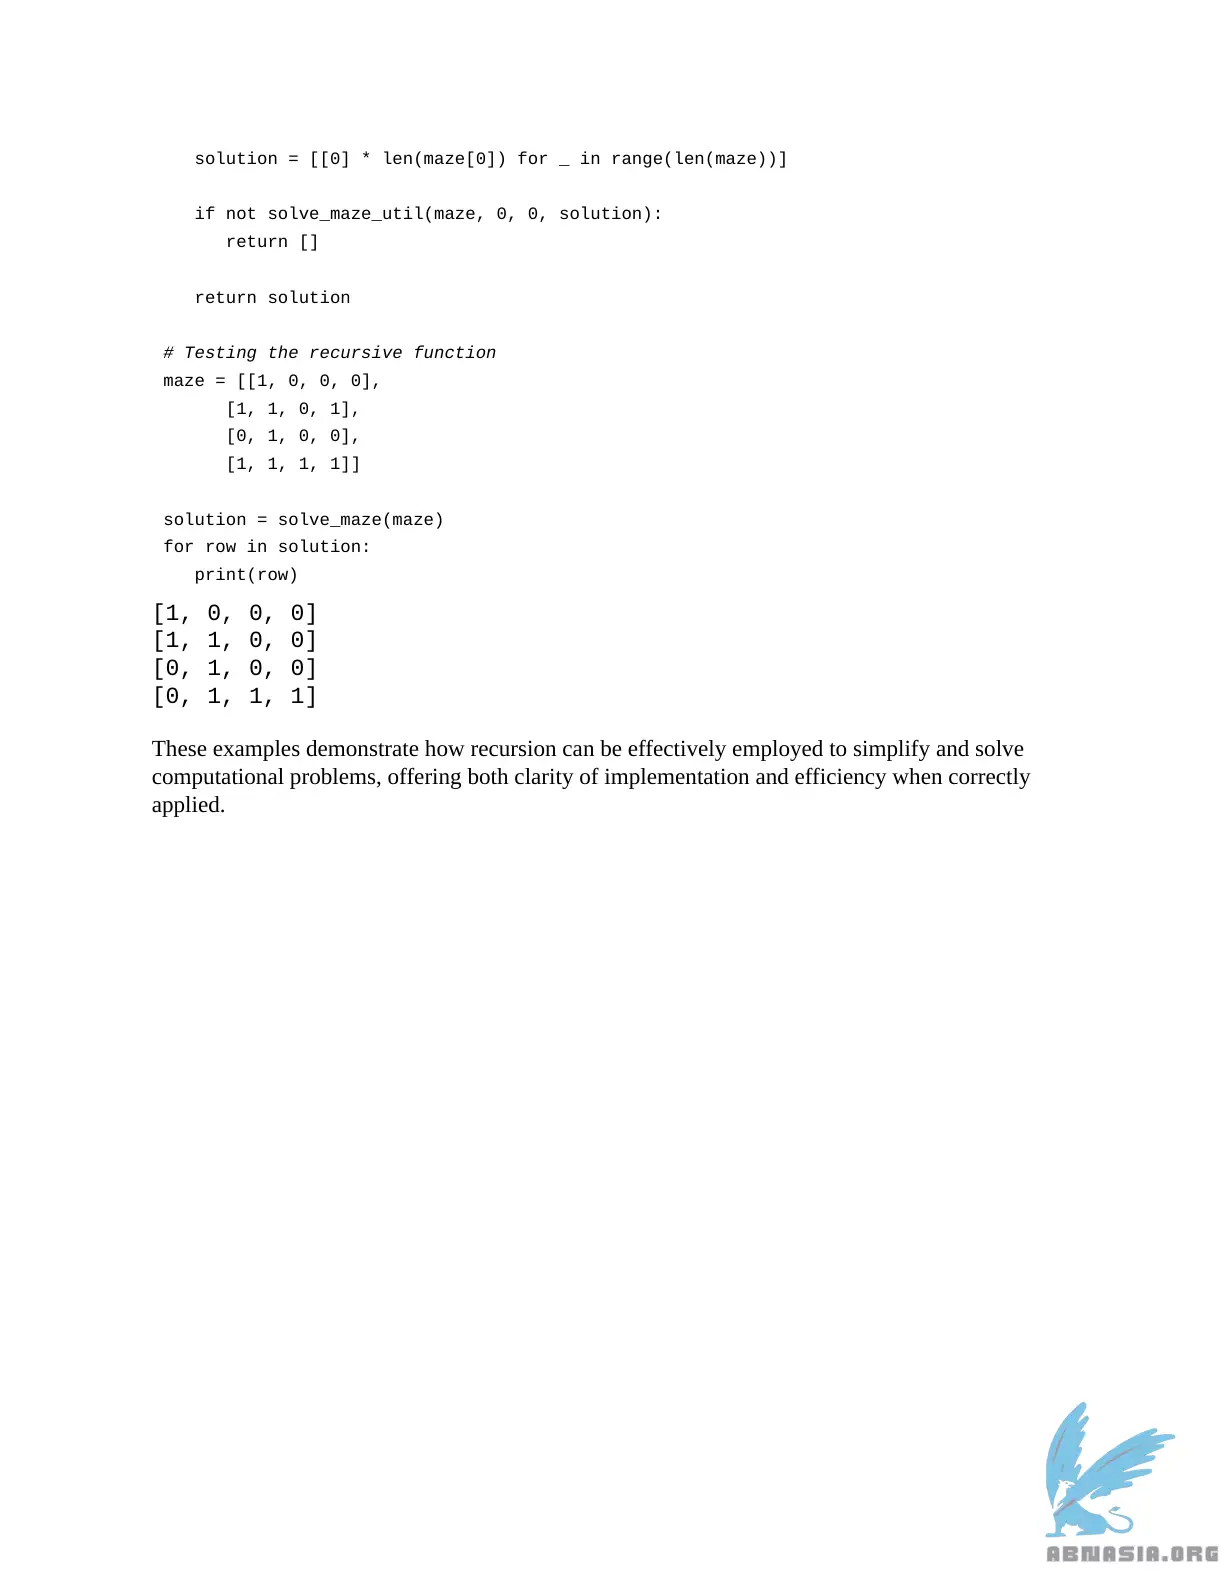 solution = [[0] * len(maze[0]) for _ in range(len(maze))]
if not solve_maze_util(maze, 0, 0, solution):
return []
return solution
# Testing the recursive function
maze = [[1, 0, 0, 0],
[1, 1, 0, 1],
[0, 1, 0, 0],
[1, 1, 1, 1]]
solution = solve_maze(maze)
for row in solution:
print(row)
[1, 0, 0, 0]
[1, 1, 0, 0]
[0, 1, 0, 0]
[0, 1, 1, 1]
These examples demonstrate how recursion can be effectively employed to simplify and solve
computational problems, offering both clarity of implementation and efficiency when correctly
applied.
ABNASIA.ORG